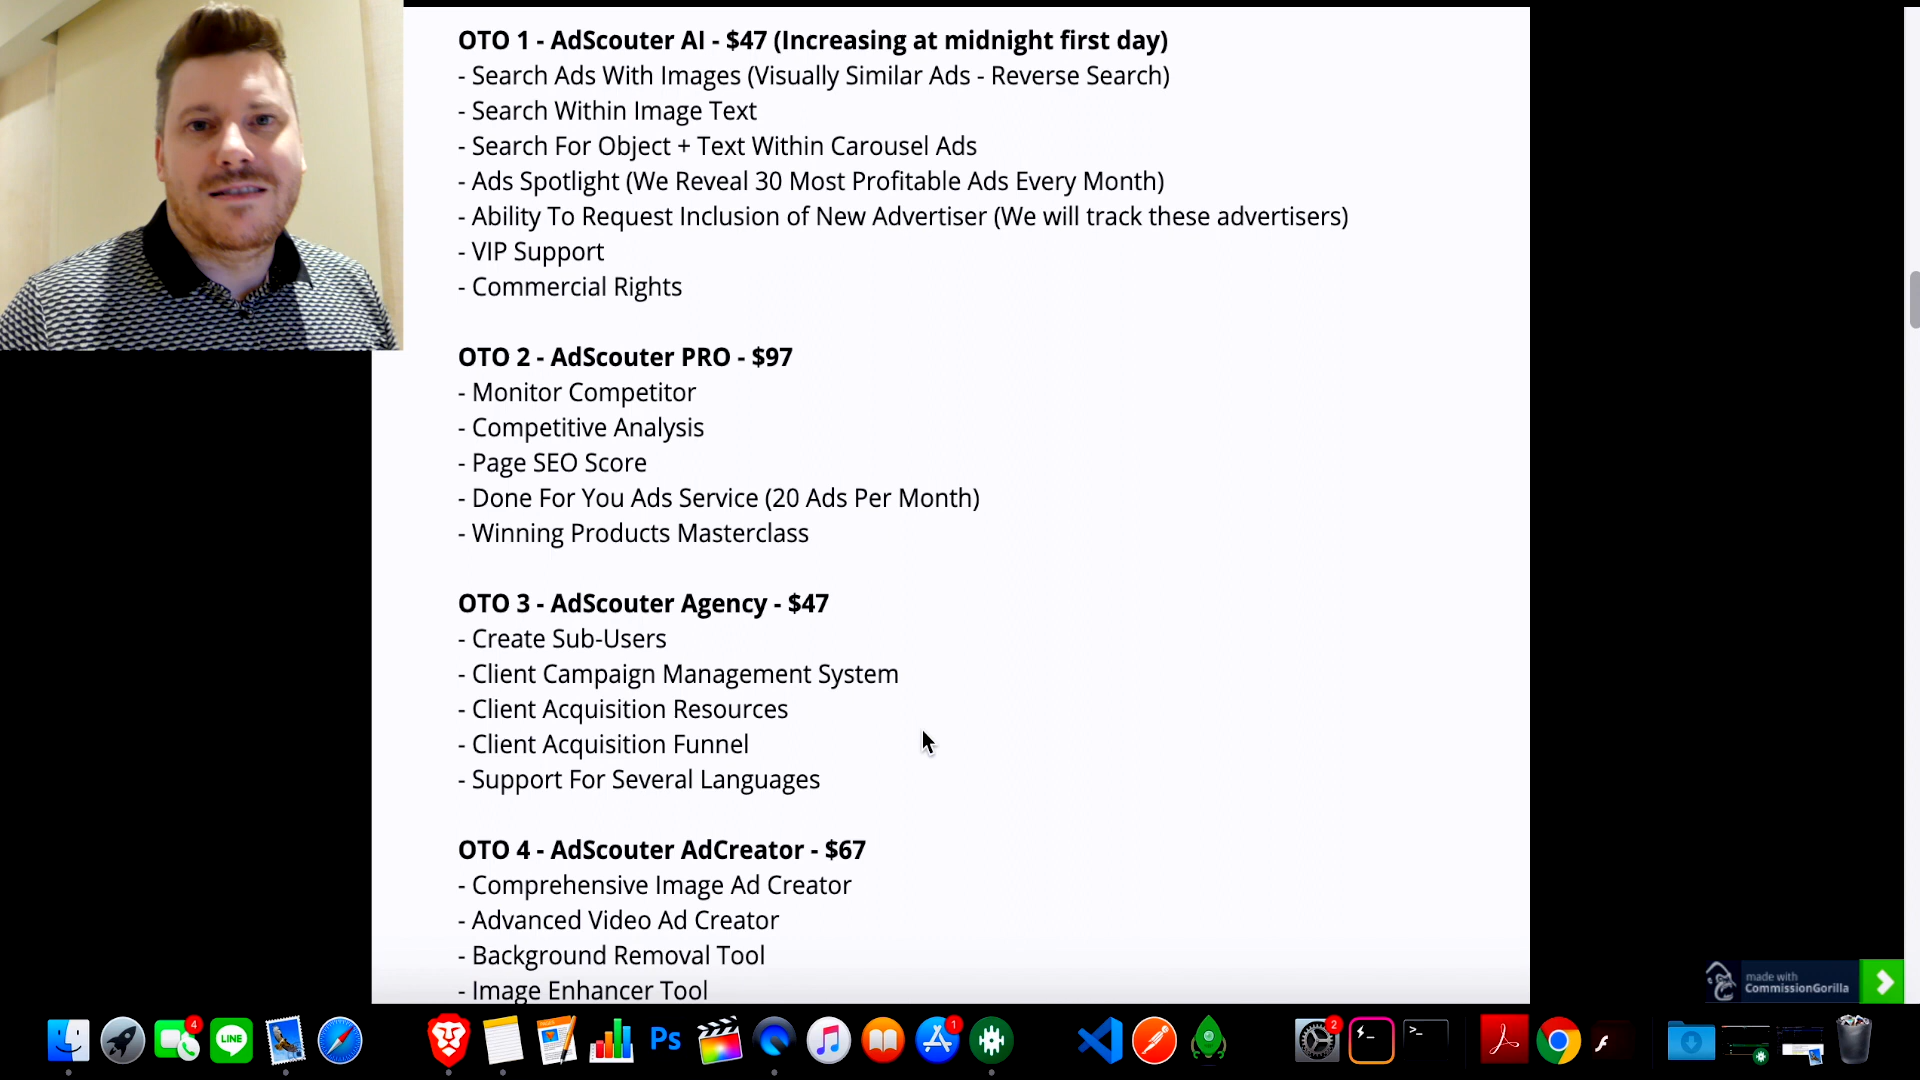 OTO 1 - AdScouter AI - $47 (Increasing at midnight first day)
- Search Ads With Images (Visually Similar Ads - Reverse Search)
- Search Within Image Text
- Search For Object + Text Within Carousel Ads
- Ads Spotlight (We Reveal 30 Most Profitable Ads Every Month)
- Ability To Request Inclusion of New Advertiser (We will track these advertisers)
- VIP Support
- Commercial Rights
OTO 2 - AdScouter PRO - $97
- Monitor Competitor
- Competitive Analysis
- Page SEO Score
- Done For You Ads Service (20 Ads Per Month)
- Winning Products Masterclass
OTO 3 - AdScouter Agency - $47
- Create Sub-Users
- Client Campaign Management System
- Client Acquisition Resources
- Client Acquisition Funnel
- Support For Several Languages
OTO 4 - AdScouter AdCreator - $67
- Comprehensive Image Ad Creator
- Advanced Video Ad Creator
- Background Removal Tool
- Image Enhancer Tool
made with
CommissionGorilla
4
LINE
Ps
1
2